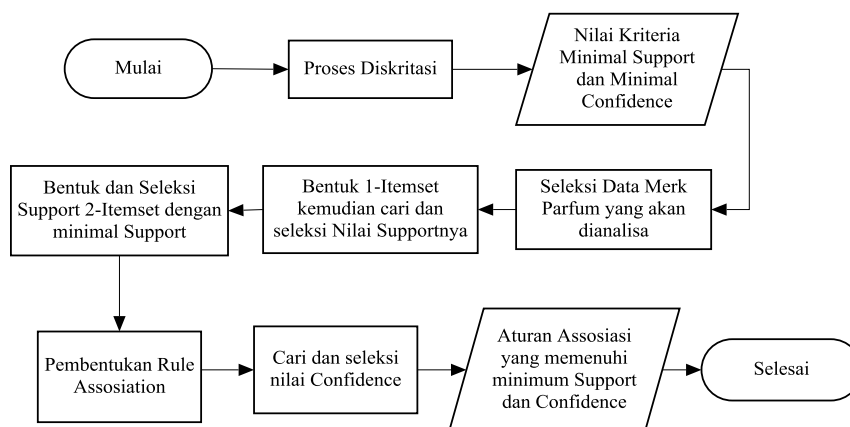 Mulai
Proses Diskritasi
Nilai Kriteria
Minimal Support
dan Minimal
Confidence
Seleksi Data Merk
Parfum yang akan
dianalisa
Bentuk 1-Itemset
kemudian cari dan
seleksi Nilai Supportnya
Bentuk dan Seleksi
Support 2-Itemset dengan
minimal Support
Pembentukan Rule
Assosiation
Cari dan seleksi
nilai Confidence
Aturan Assosiasi
yang memenuhi
minimum Support
dan Confidence
Selesai